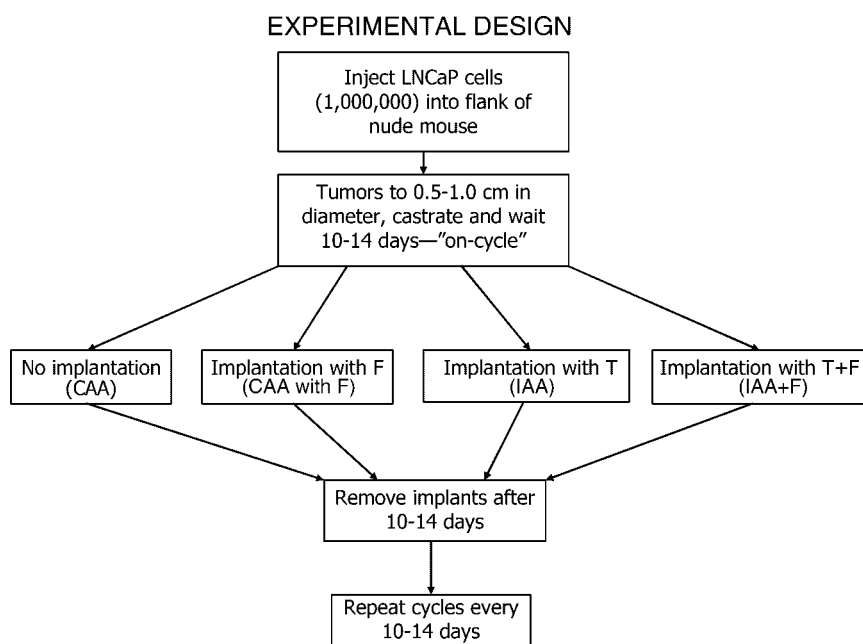 EXPERIMENTAL DESIGN
Inject LNCaP cells
(1,000,000) into flank of
nude mouse
Tumors to 0.5-1.0 cm in
diameter, castrate and wait
10-14 days—”on-cycle”
No implantation
(CAA)
Implantation with F
(CAA with F)
Implantation with T
(IAA)
Implantation with T+F
(IAA+F)
Remove implants after
10-14 days
Repeat cycles every
10-14 days